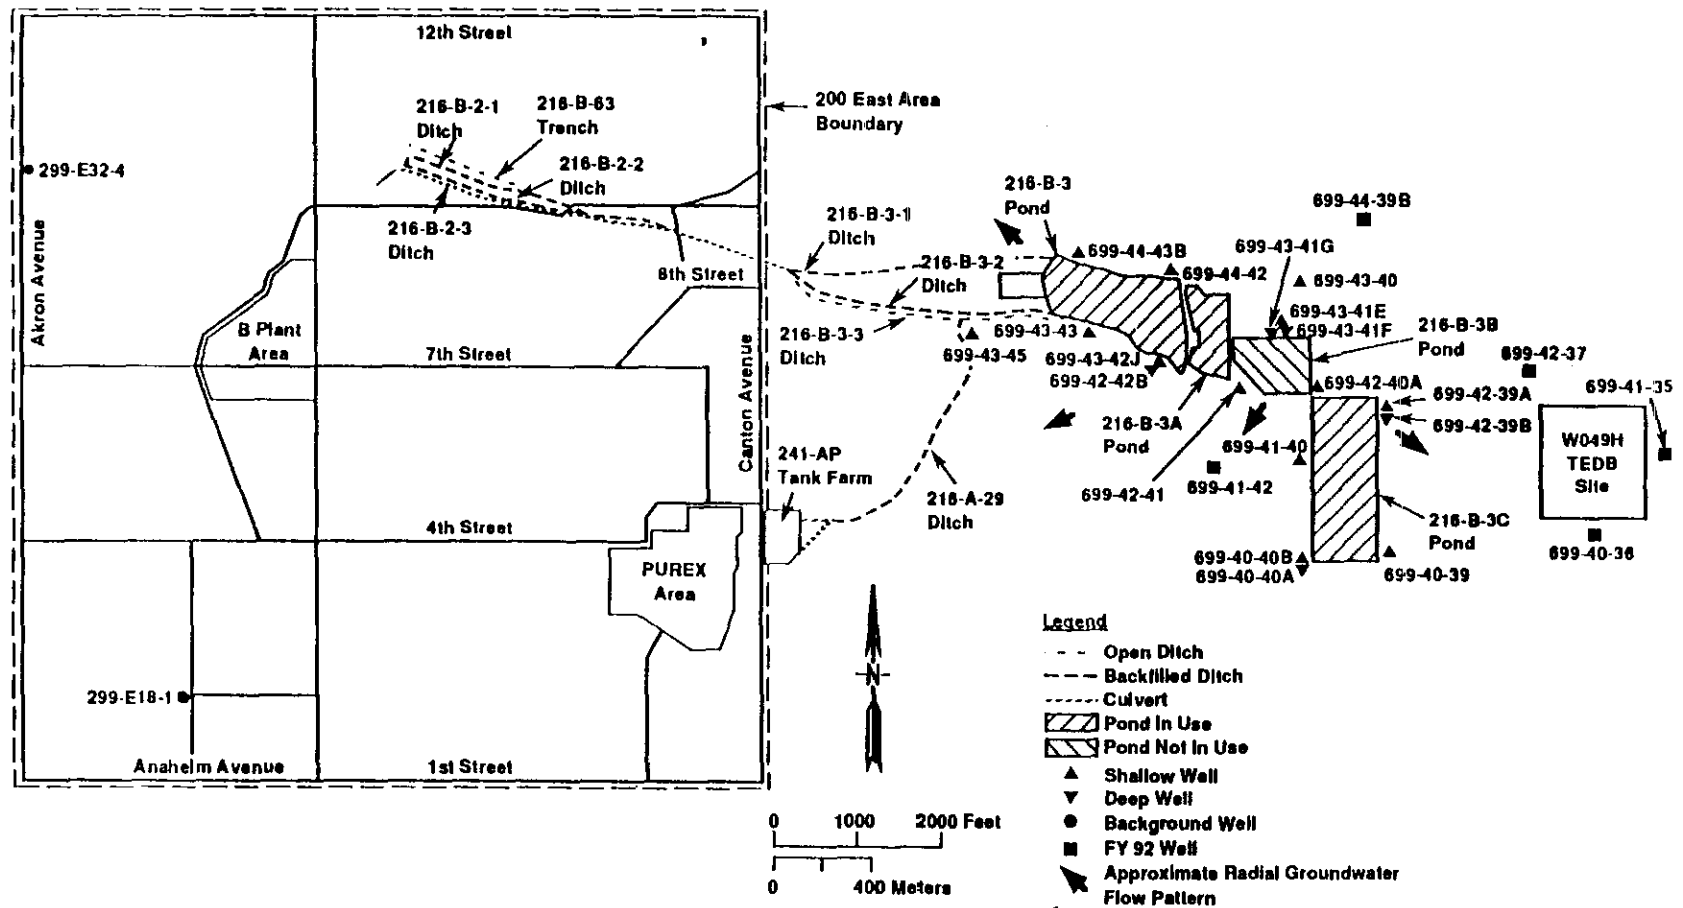 12th Street
216-B-2-1
Ditch
216-B-63
Trench
200 East Area
Boundary
299-E32-4
216-B-2-2
Ditch
216-B-2-3
Ditch
Akron Avenue
B Plant
Area
8th Street
7th Street
Canton Avenue
4th Street
PUREX
Area
241-AP
Tank Farm
299-E18-1
Anaheim Avenue
1st Street
216-B-3-1
Ditch
216-B-3-2
Ditch
216-B-3-3
Ditch
216-A-29
Ditch
216-B-3
Pond
699-44-43B
699-44-42
699-44-39B
699-43-41G
699-43-40
699-43-41E
699-43-41F
216-B-3B
Pond
699-43-45
699-43-43
699-43-42J
699-42-42B
216-B-3A
Pond
699-42-41
699-41-42
699-41-40
699-42-40A
699-42-39A
699-42-39B
699-42-37
699-41-35
W049H
TEDB
Site
699-40-36
216-B-3C
Pond
699-40-40B
699-40-40A
699-40-39
N
0 1000 2000 Feet
0 400 Meters
Legend
Open Ditch
Backfilled Ditch
Culvert
Pond In Use
Pond Not In Use
Shallow Well
Deep Well
Background Well
FY 92 Well
Approximate Radial Groundwater
Flow Pattern